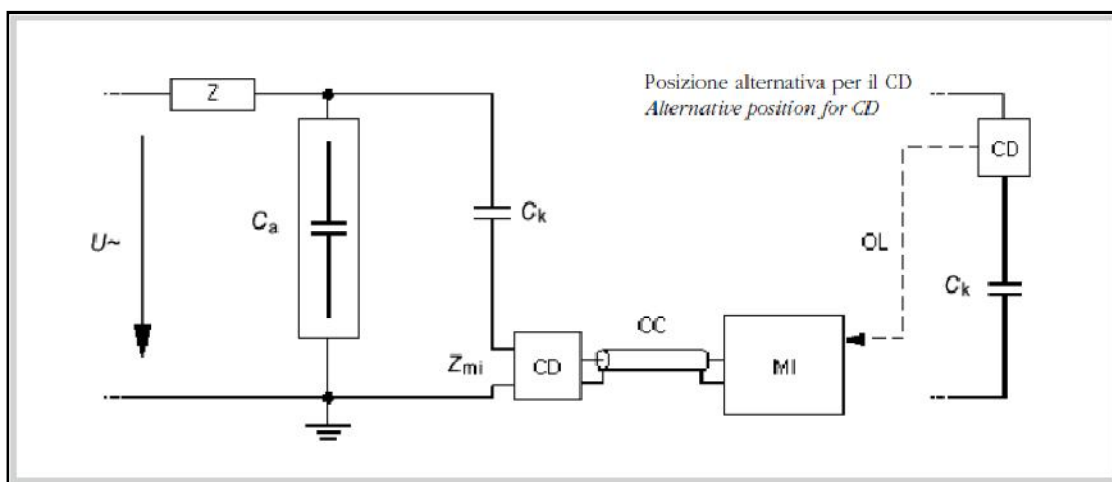 Z
Posizione alternativa per il CD
Alternative position for CD
CD
U~
Ca
Ck
OL
Ck
CC
Zmi
CD
MI